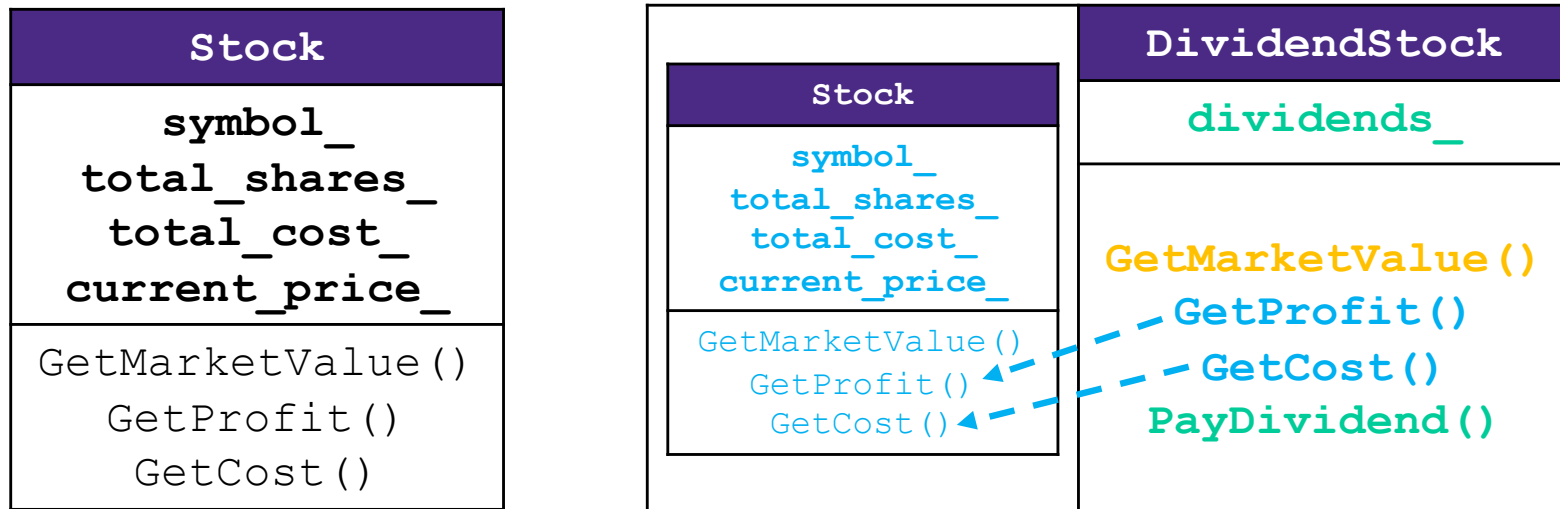 Stock
symbol_
total_shares_
total_cost_
current_price_
GetMarketValue()
GetProfit()
GetCost()
Stock
symbol_
total_shares_
total_cost_
current_price_
GetMarketValue()
GetProfit()
GetCost()
DividendStock
dividends_
GetMarketValue()
GetProfit()
GetCost()
PayDividend()